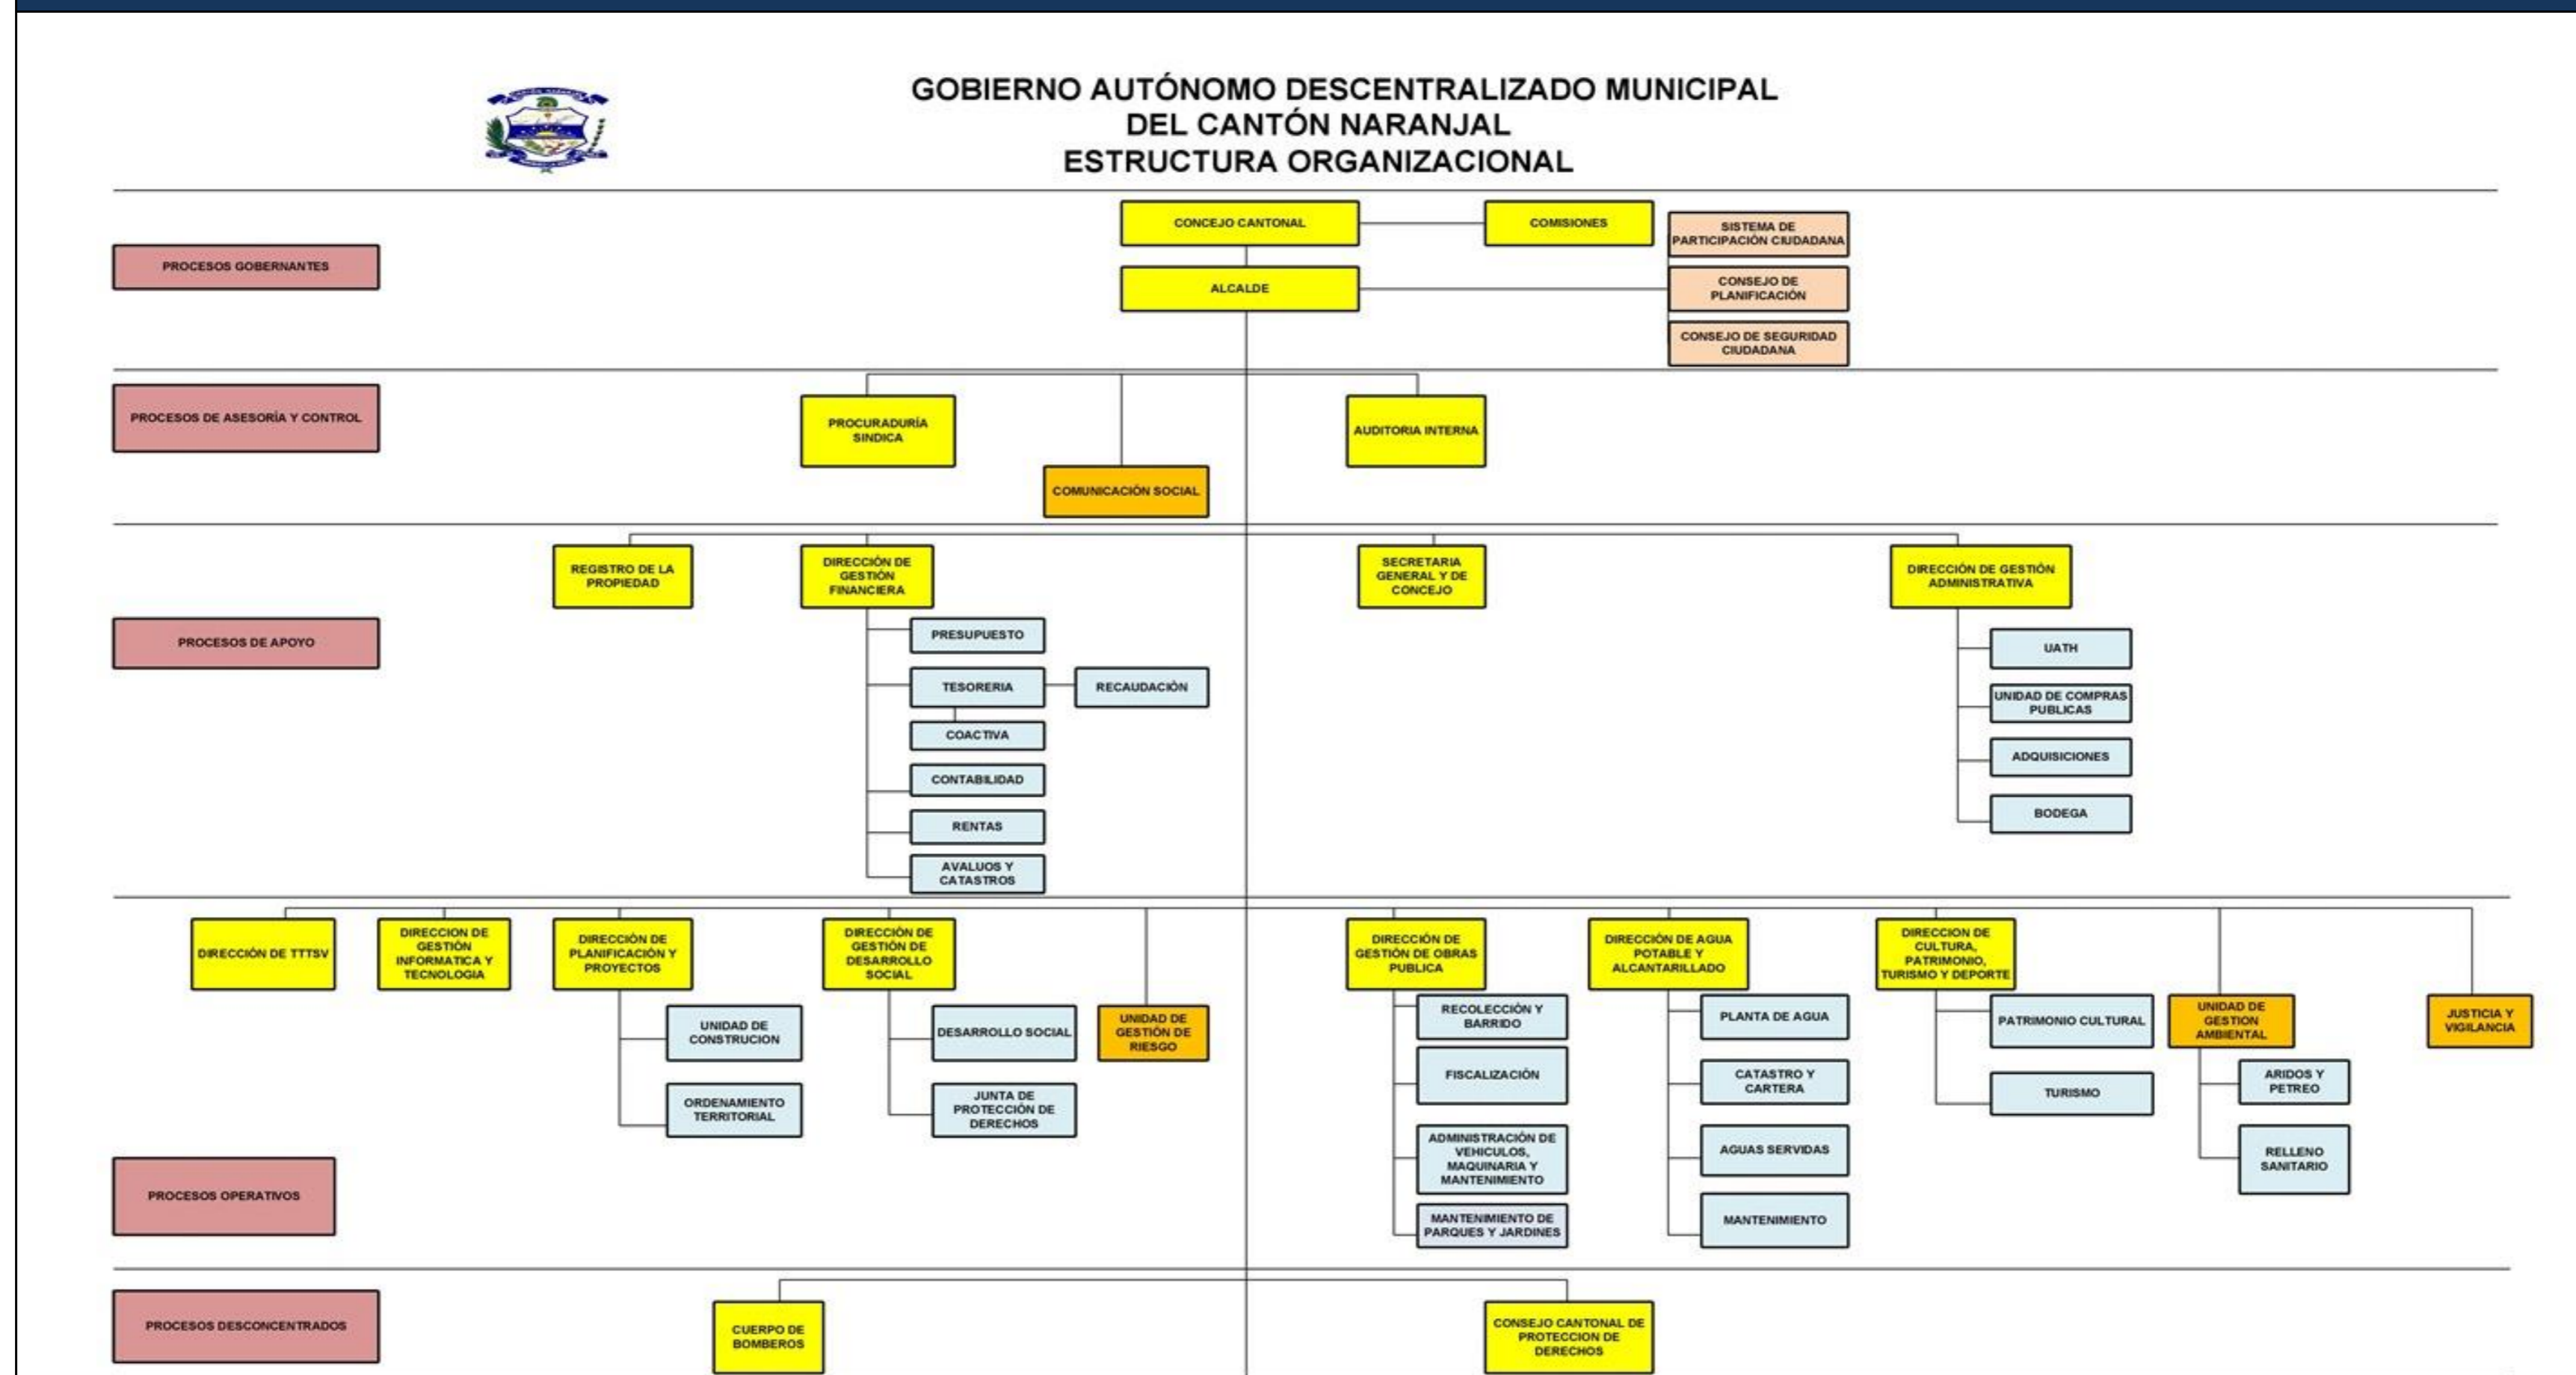 GOBIERNO AUTÓNOMO DESCENTRALIZADO MUNICIPAL
DEL CANTÓN NARANJAL
ESTRUCTURA ORGANIZACIONAL
PROCESOS GOBERNANTES
CONCEJO CANTONAL
COMISIONES
ALCALDE
SISTEMA DE
PARTICIPACIÓN CIUDADANA
CONSEJO DE
PLANIFICACIÓN
CONSEJO DE SEGURIDAD
CIUDADANA
PROCESOS DE ASESORÍA Y CONTROL
PROCURADURÍA
SINDICA
COMUNICACIÓN SOCIAL
AUDITORIA INTERNA
PROCESOS DE APOYO
REGISTRO DE LA
PROPIEDAD
DIRECCIÓN DE
GESTIÓN
FINANCIERA
PRESUPUESTO
TESORERIA
RECAUDACIÓN
COACTIVA
CONTABILIDAD
RENTAS
AVALUOS Y
CATASTROS
SECRETARIA
GENERAL Y DE
CONCEJO
DIRECCIÓN DE GESTIÓN
ADMINISTRATIVA
UATH
UNIDAD DE COMPRAS
PUBLICAS
ADQUISICIONES
BODEGA
PROCESOS OPERATIVOS
DIRECCIÓN DE TTTSV
DIRECCION DE
GESTIÓN
INFORMATICA Y
TECNOLOGIA
DIRECCIÓN DE
PLANIFICACIÓN Y
PROYECTOS
UNIDAD DE
CONSTRUCION
ORDENAMIENTO
TERRITORIAL
DIRECCIÓN DE
GESTIÓN DE
DESARROLLO
SOCIAL
DESARROLLO SOCIAL
JUNTA DE
PROTECCIÓN DE
DERECHOS
UNIDAD DE
GESTIÓN DE
RIESGO
DIRECCIÓN DE
GESTIÓN DE OBRAS
PUBLICA
RECOLECCIÓN Y
BARRIDO
FISCALIZACIÓN
ADMINISTRACIÓN DE
VEHICULOS,
MAQUINARIA Y
MANTENIMIENTO
MANTENIMIENTO DE
PARQUES Y JARDINES
DIRECCIÓN DE AGUA
POTABLE Y
ALCANTARILLADO
PLANTA DE AGUA
CATASTRO Y
CARTERA
AGUAS SERVIDAS
MANTENIMIENTO
DIRECCION DE
CULTURA,
PATRIMONIO,
TURISMO Y DEPORTE
PATRIMONIO CULTURAL
TURISMO
UNIDAD DE
GESTION
AMBIENTAL
ARIDOS Y
PETREO
RELLENO
SANITARIO
JUSTICIA Y
VIGILANCIA
PROCESOS DESCONCENTRADOS
CUERPO DE
BOMBEROS
CONSEJO CANTONAL DE
PROTECCION DE
DERECHOS